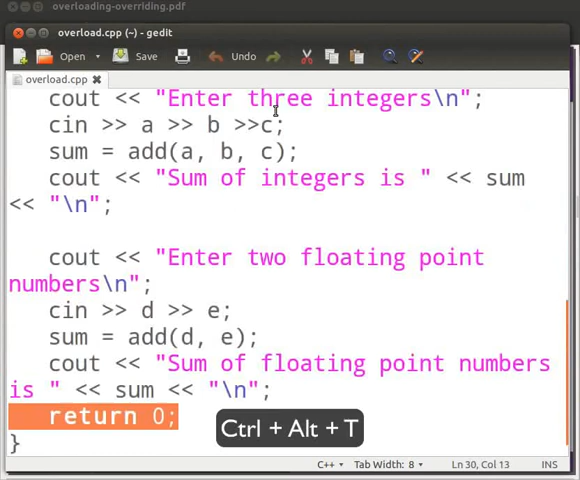 overloading-overriding.pdf
overload.cpp (~) - gedit
Open Save Undo
overload.cpp
cout << "Enter three integers\n";
cin >> a >> b >>c;
sum = add(a, b, c);
cout << "Sum of integers is " << sum
<< "\n";
cout << "Enter two floating point
numbers\n";
cin >> d >> e;
sum = add(d, e);
cout << "Sum of floating point numbers
is " << sum << "\n";
return 0;
}
Ctrl + Alt + T
C++ Tab Width: 8 Ln 30, Col 13 INS